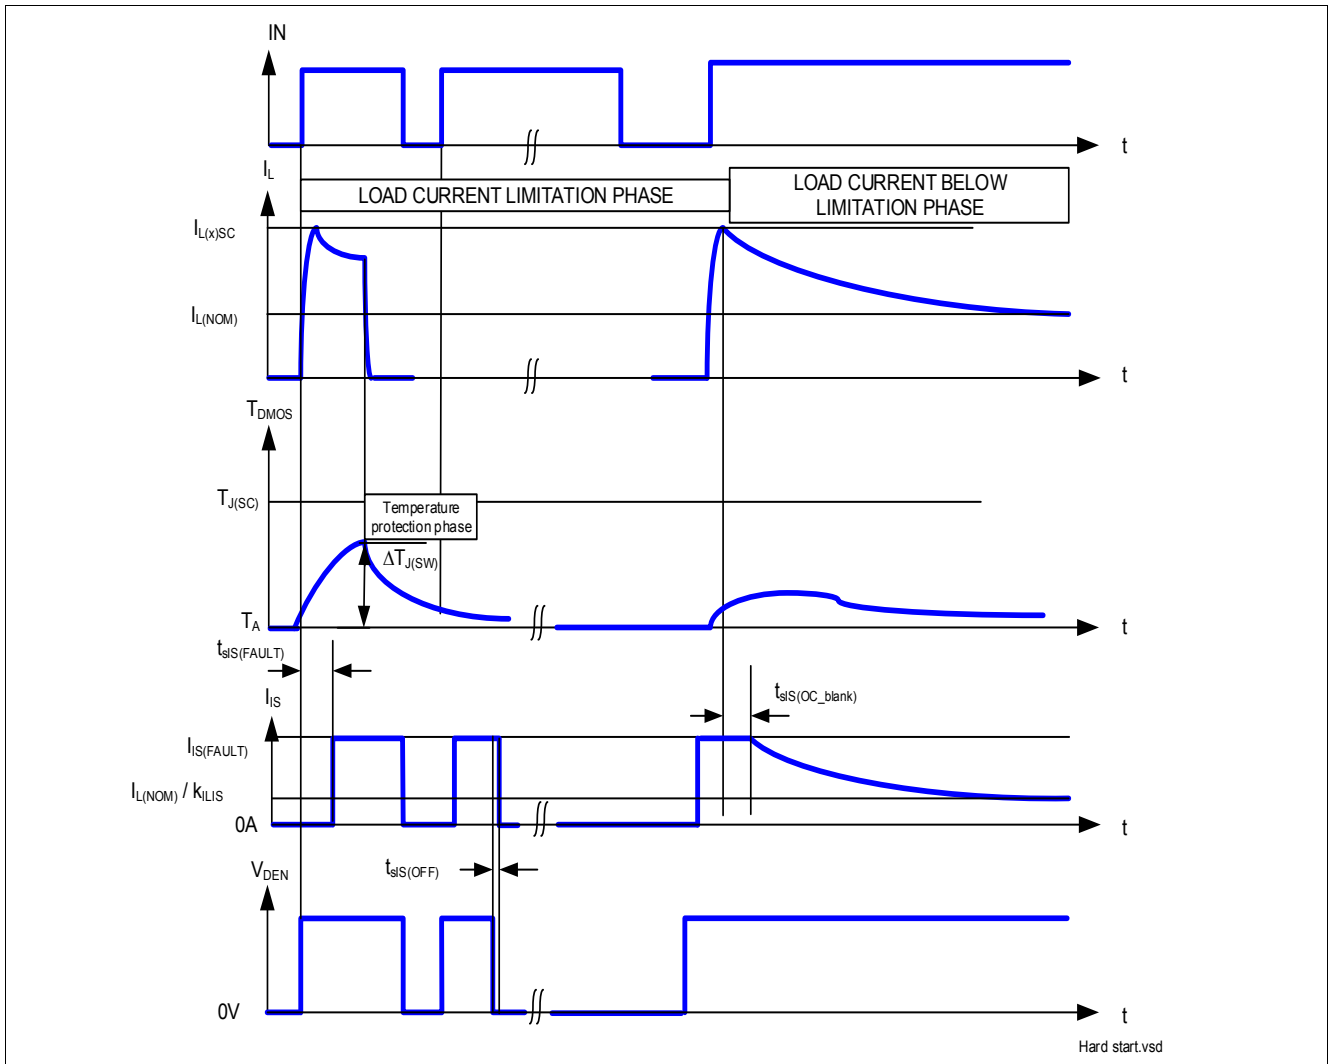 IN
t
IL
LOAD CURRENT LIMITATION PHASE
LOAD CURRENT BELOW
LIMITATION PHASE
IL(x)SC
IL(NOM)
t
TDMOS
TJ(SC)
Temperature
protection phase
ΔTJ(SW)
TA
t
tsIS(FAULT)
IIS
tsIS(OC_blank)
IIS(FAULT)
IL(NOM) / kILIS
0A
t
VDEN
tsIS(OFF)
0V
t
Hard start.vsd